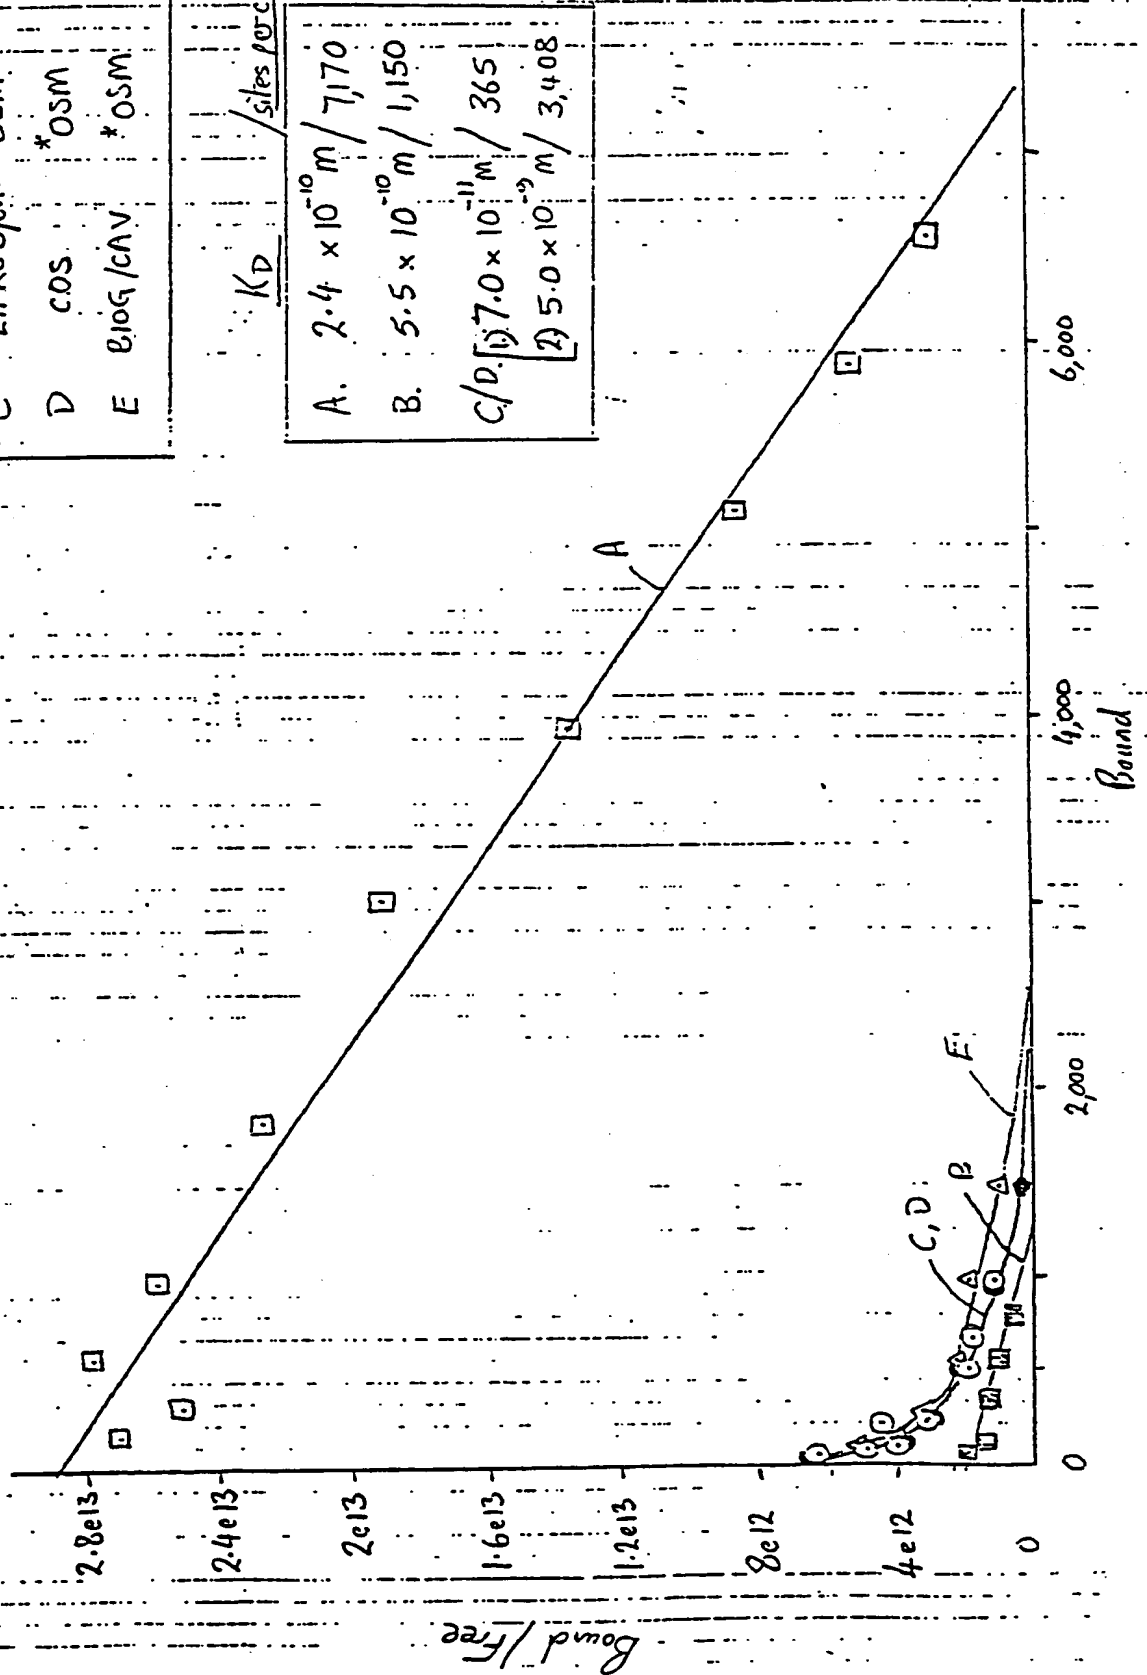 D COS *OSM
E BIOG/CAV *OSM
KD / sites per
A. 2.4 x 10⁻¹⁰ m / 7,170
B. 5.5 x 10⁻¹⁰ m / 1,150
C/D. [1) 7.0 x 10⁻¹¹ m / 365
[2) 5.0 x 10⁻⁹ m / 3,408
Bound / Free
2.8e13
2.4e13
2e13
1.6e13
1.2e13
8e12
4e12
0
A
C, D
B
E
0
2,000
4,000
6,000
Bound